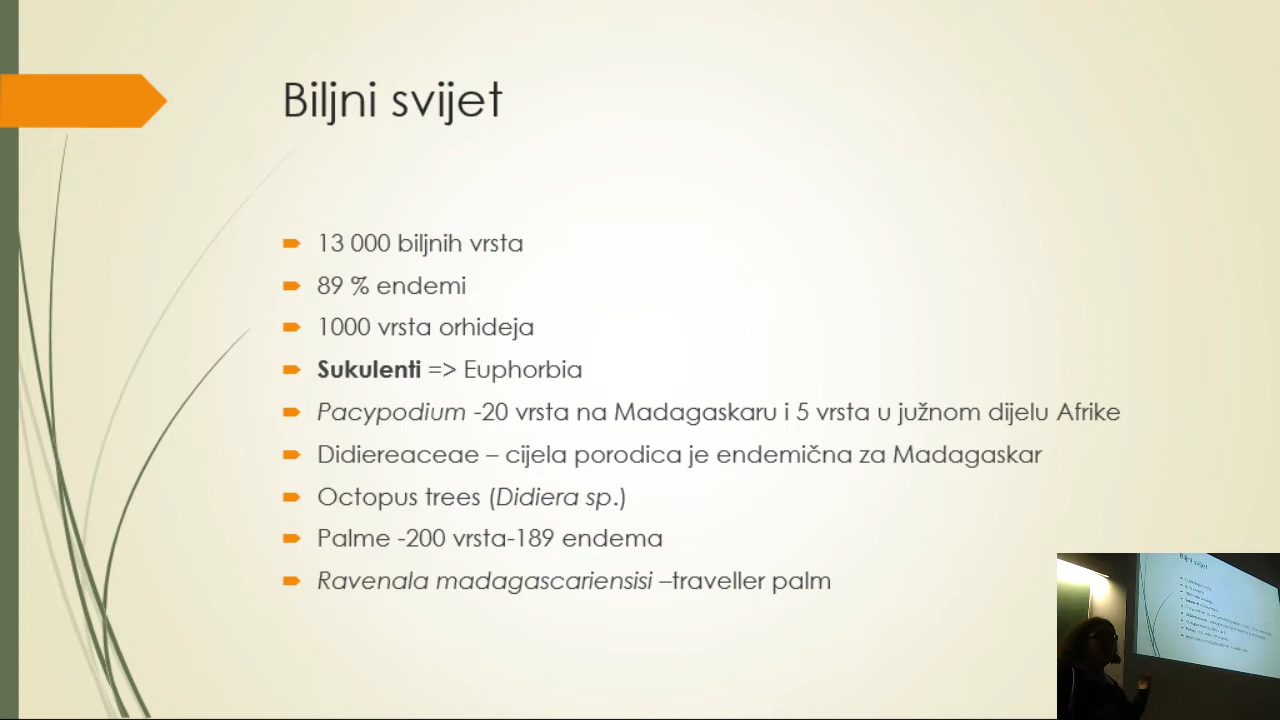 Biljni svijet
13 000 biljnih vrsta
89 % endemi
1000 vrsta orhideja
Sukulenti => Euphorbia
Pacypodium -20 vrsta na Madagaskaru i 5 vrsta u južnom dijelu Afrike
Didiereaceae – cijela porodica je endemična za Madagaskar
Octopus trees (Didiera sp.)
Palme -200 vrsta-189 endema
Ravenala madagascariensisi –traveller palm
Biljni svijet